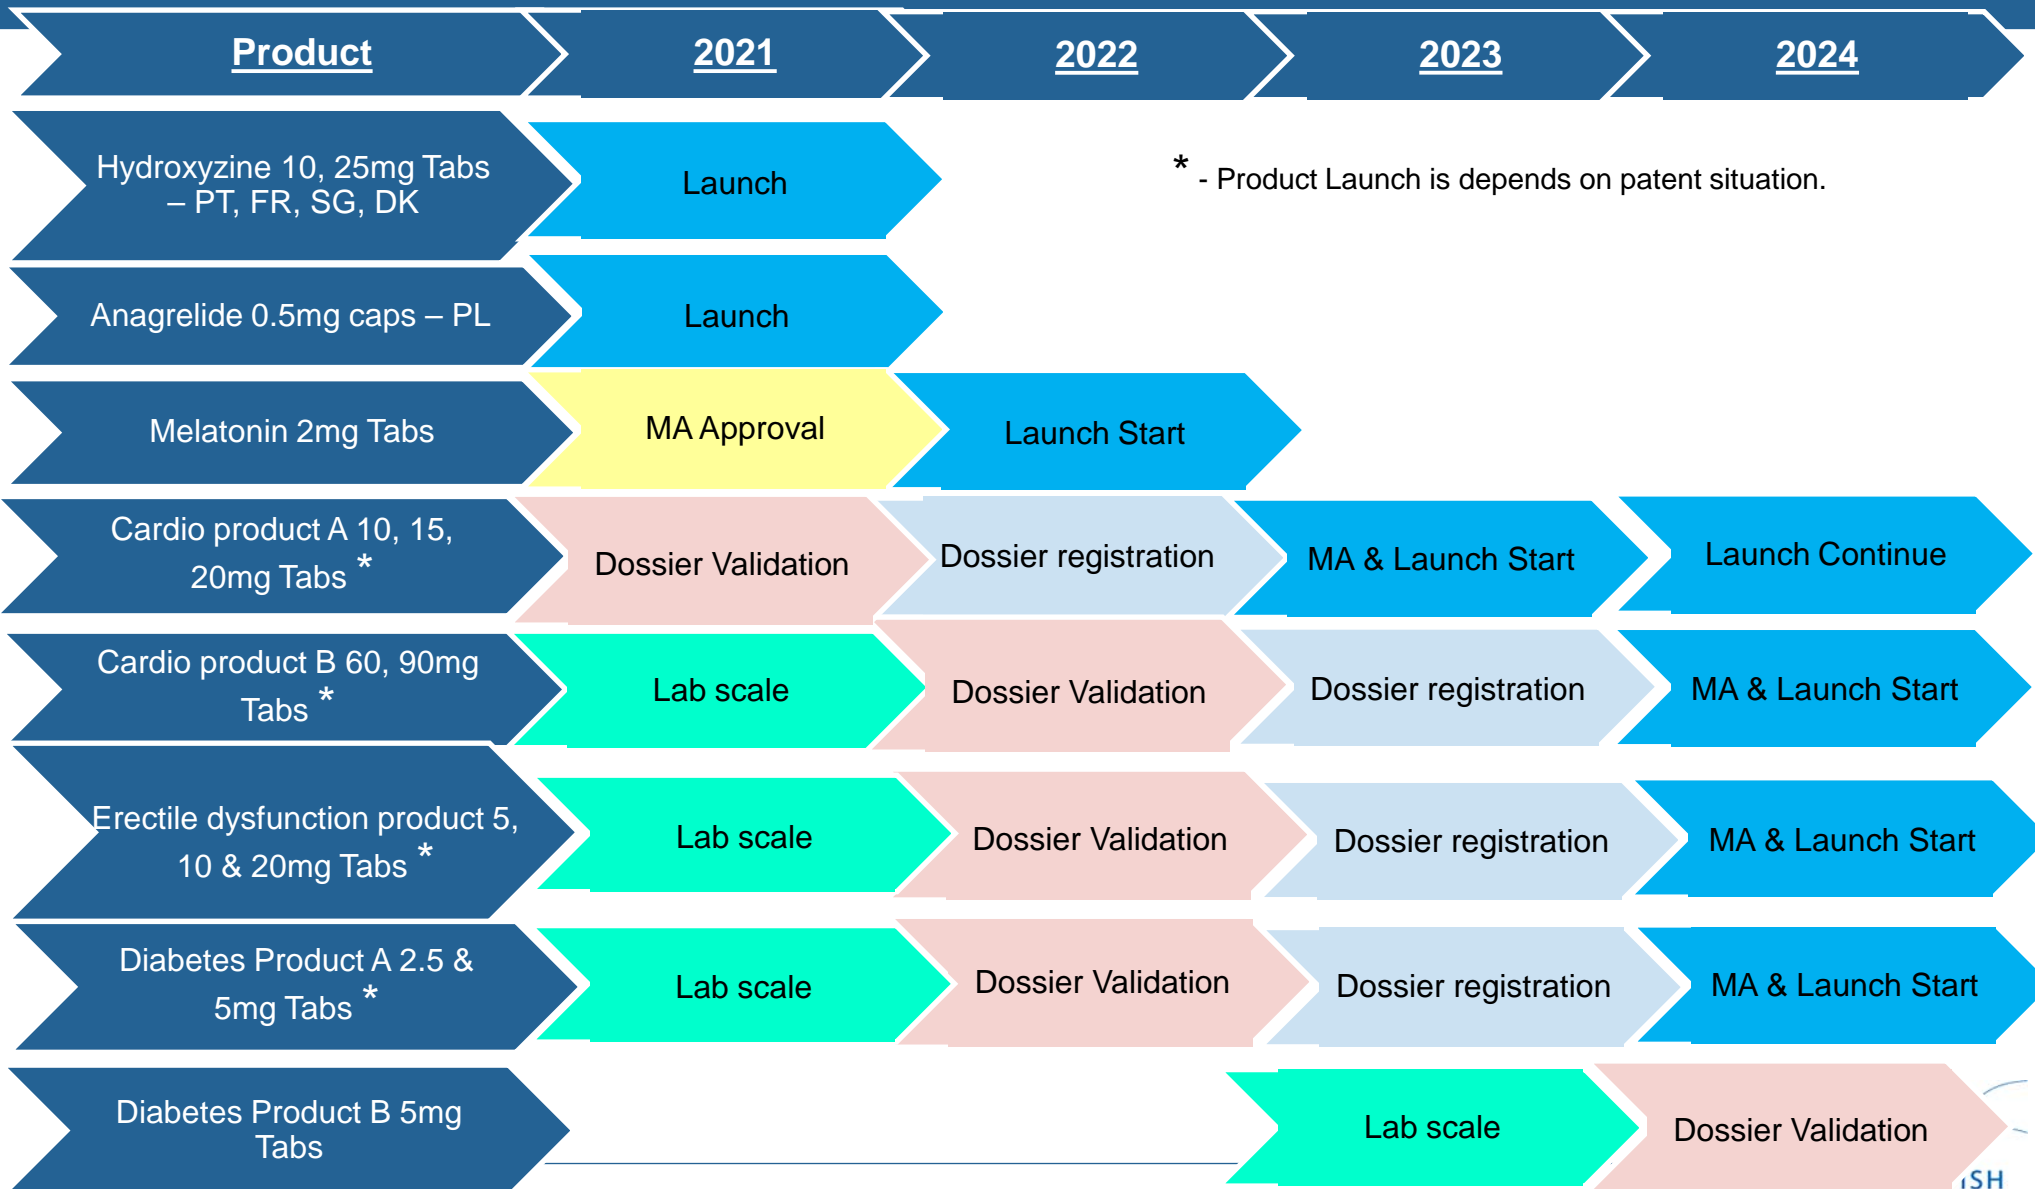 Product
2021
2022
2023
2024
Hydroxyzine 10, 25mg Tabs
– PT, FR, SG, DK
Launch
* - Product Launch is depends on patent situation.
Anagrelide 0.5mg caps – PL
Launch
Melatonin 2mg Tabs
MA Approval
Launch Start
Cardio product A 10, 15,
20mg Tabs *
Dossier Validation
Dossier registration
MA & Launch Start
Launch Continue
Cardio product B 60, 90mg
Tabs *
Lab scale
Dossier Validation
Dossier registration
MA & Launch Start
Erectile dysfunction product 5,
10 & 20mg Tabs *
Lab scale
Dossier Validation
Dossier registration
MA & Launch Start
Diabetes Product A 2.5 &
5mg Tabs *
Lab scale
Dossier Validation
Dossier registration
MA & Launch Start
Diabetes Product B 5mg
Tabs
Lab scale
Dossier Validation